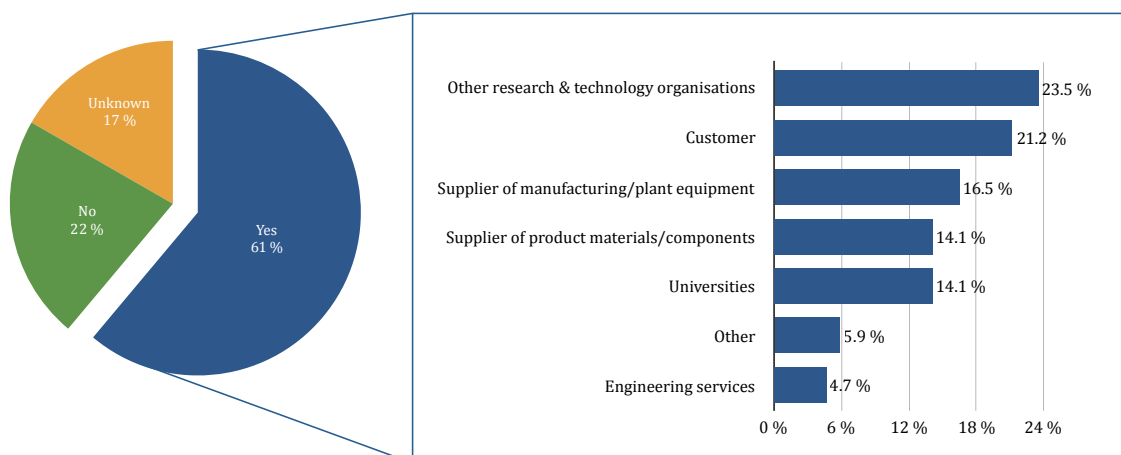 Unknown
17 %
No
22 %
Yes
61 %
Other research & technology organisations 23.5 %
Customer 21.2 %
Supplier of manufacturing/plant equipment 16.5 %
Supplier of product materials/components 14.1 %
Universities 14.1 %
Other 5.9 %
Engineering services 4.7 %
0 % 6 % 12 % 18 % 24 %